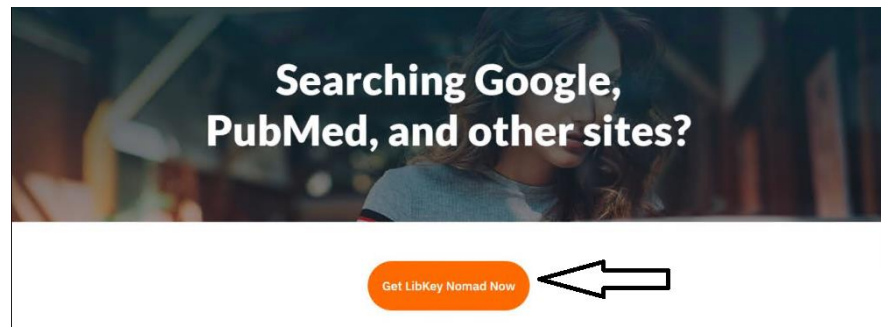 Searching Google,
PubMed, and other sites?
Get LibKey Nomad Now